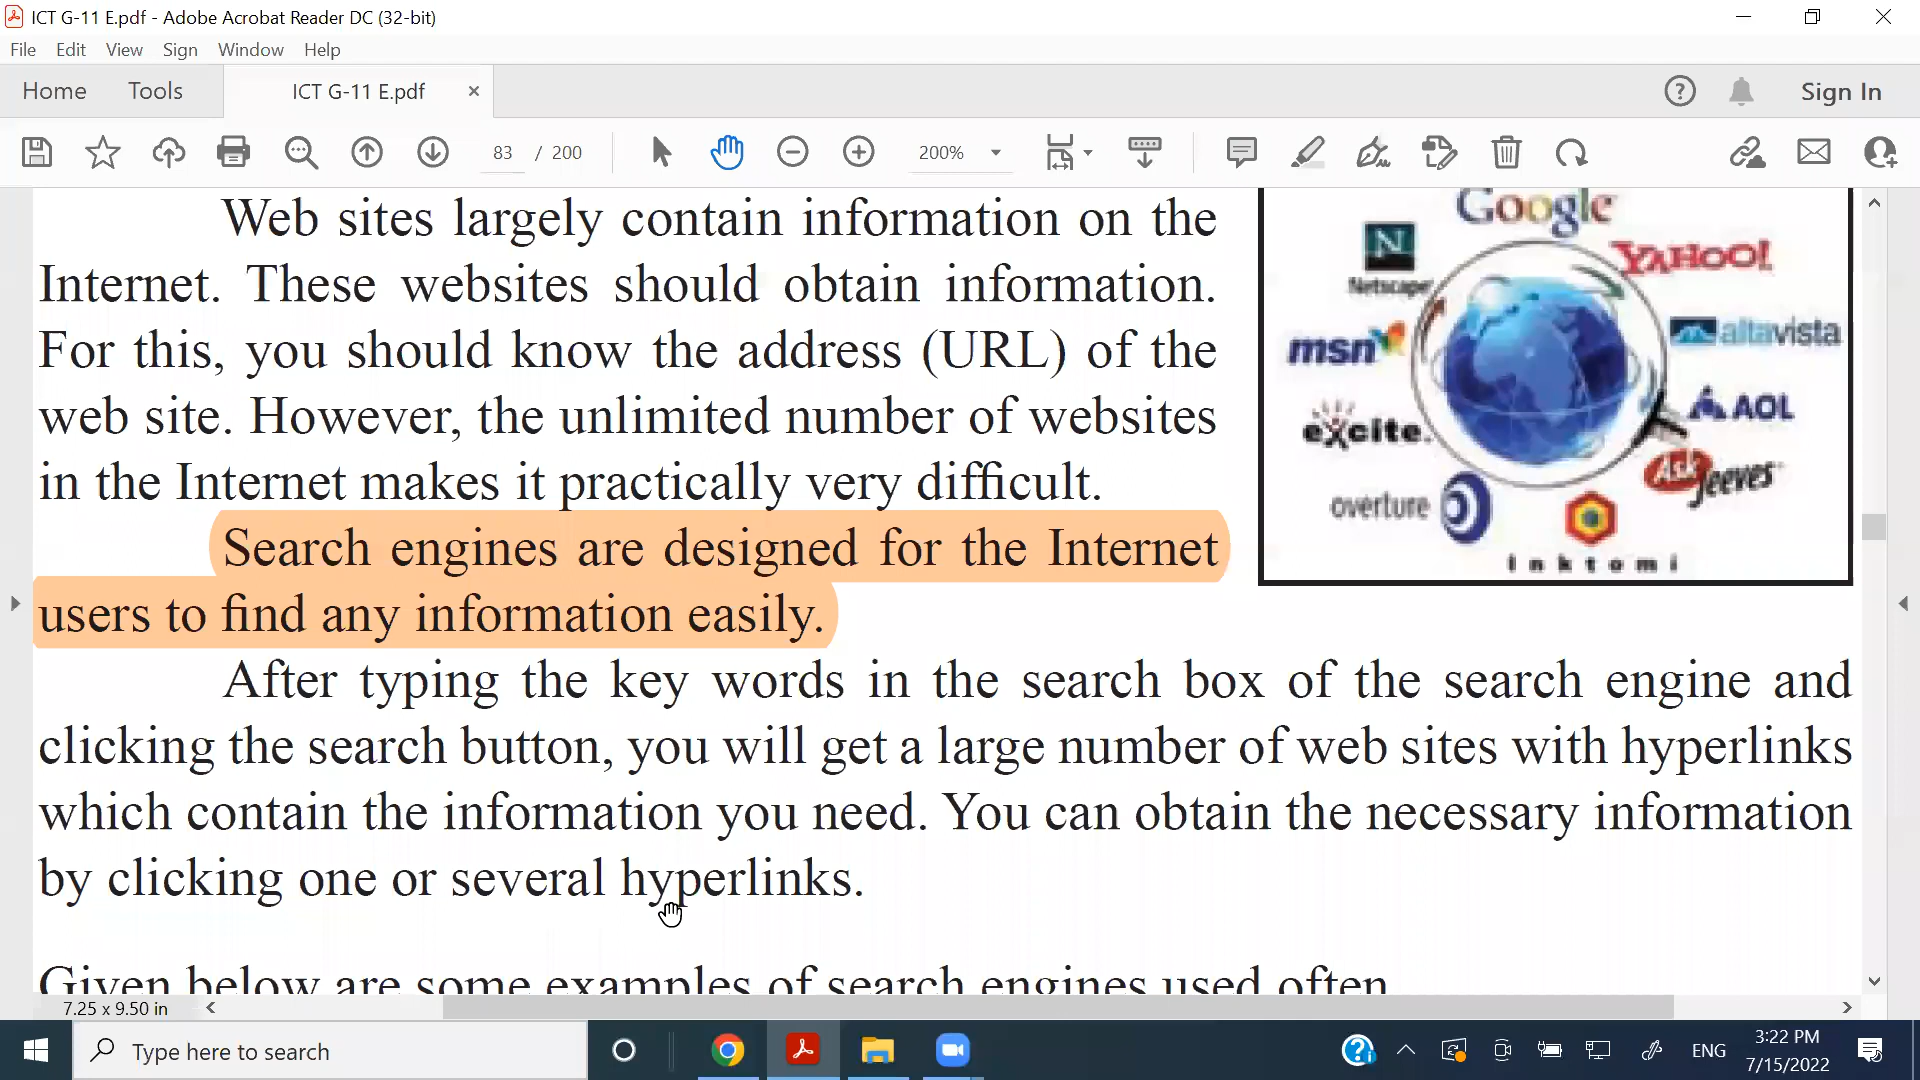 ICT G-11 E.pdf - Adobe Acrobat Reader DC (32-bit)
File Edit View Sign Window Help
Home Tools ICT G-11 E.pdf × Sign In
83 / 200 200%
Web sites largely contain information on the
Internet. These websites should obtain information.
For this, you should know the address (URL) of the
web site. However, the unlimited number of websites
in the Internet makes it practically very difficult.
Search engines are designed for the Internet
users to find any information easily.
Google
Netscape
YAHOO!
msn
altavista
excite.
AOL
Ask Jeeves
overture
Inktomi
After typing the key words in the search box of the search engine and
clicking the search button, you will get a large number of web sites with hyperlinks
which contain the information you need. You can obtain the necessary information
by clicking one or several hyperlinks.
Given below are some examples of search engines used often
7.25 x 9.50 in
Type here to search
ENG
3:22 PM
7/15/2022